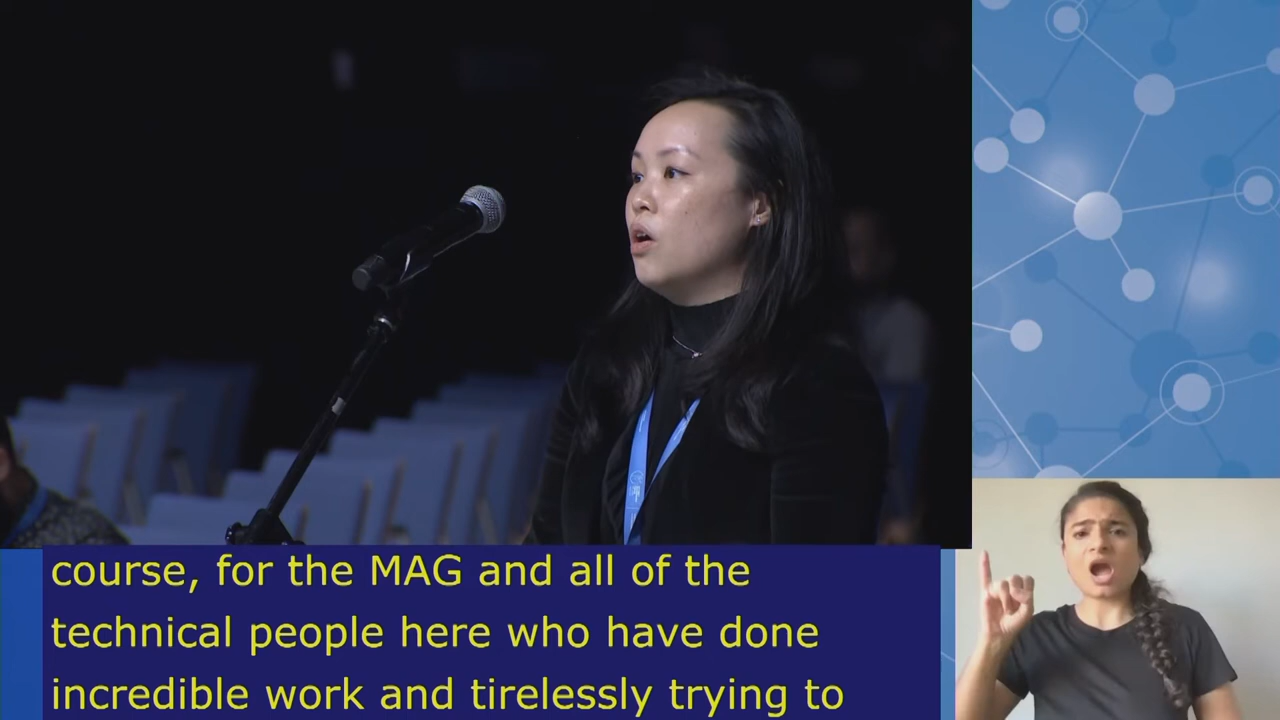 course, for the MAG and all of the
technical people here who have done
incredible work and tirelessly trying to